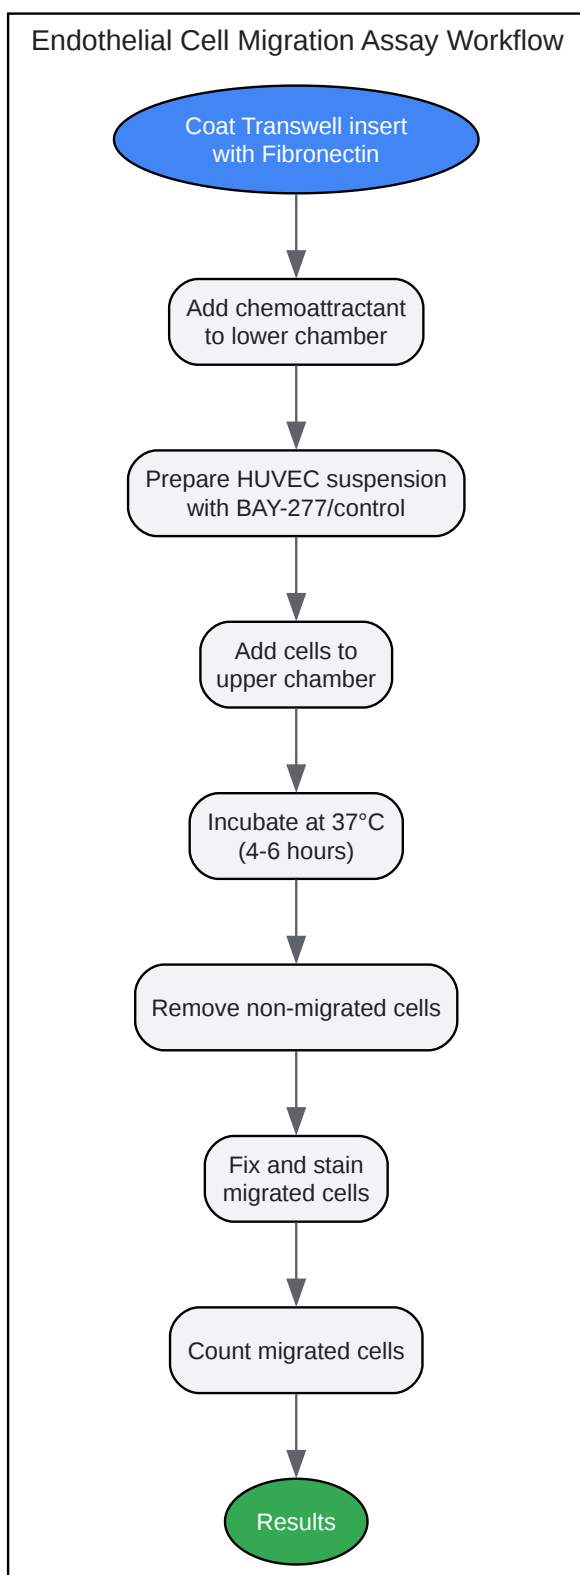 Endothelial Cell Migration Assay Workflow
Coat Transwell insert
with Fibronectin
Add chemoattractant
to lower chamber
Prepare HUVEC suspension
with BAY-277/control
Add cells to
upper chamber
Incubate at 37°C
(4-6 hours)
Remove non-migrated cells
Fix and stain
migrated cells
Count migrated cells
Results